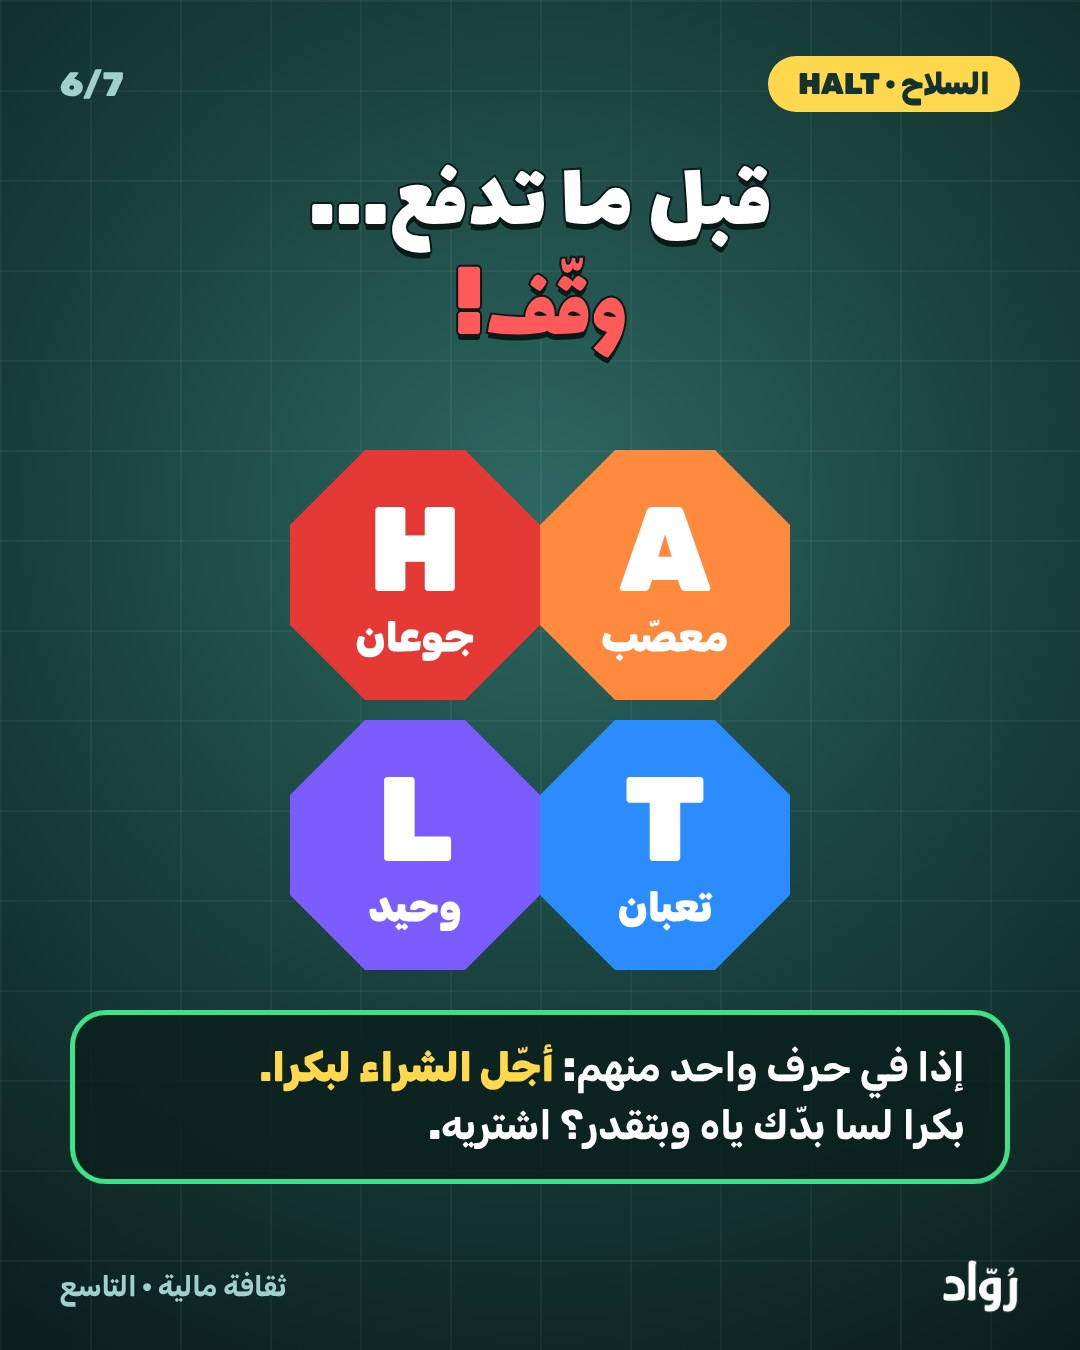 السلاح • HALT
6/7
قبل ما تدفع...
وقّف!
H
جوعان
A
معصّب
L
وحيد
T
تعبان
إذا في حرف واحد منهم: أجّل الشراء لبكرا.
بكرا لسا بدّك ياه وبتقدر؟ اشتريه.
رُوّاد
ثقافة مالية • التاسع